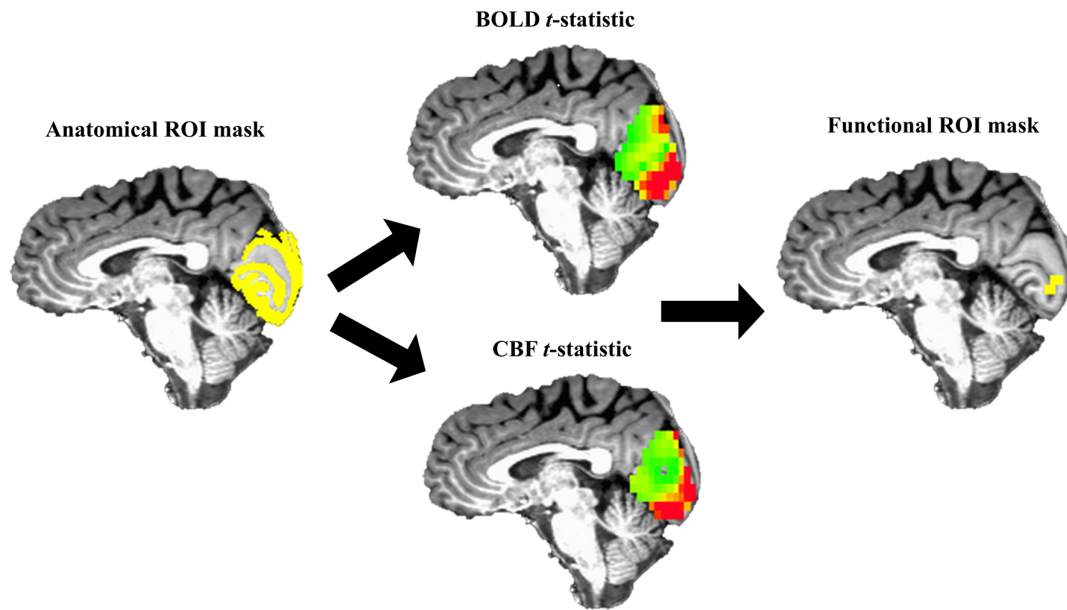 BOLD t-statistic
Anatomical ROI mask
Functional ROI mask
CBF t-statistic